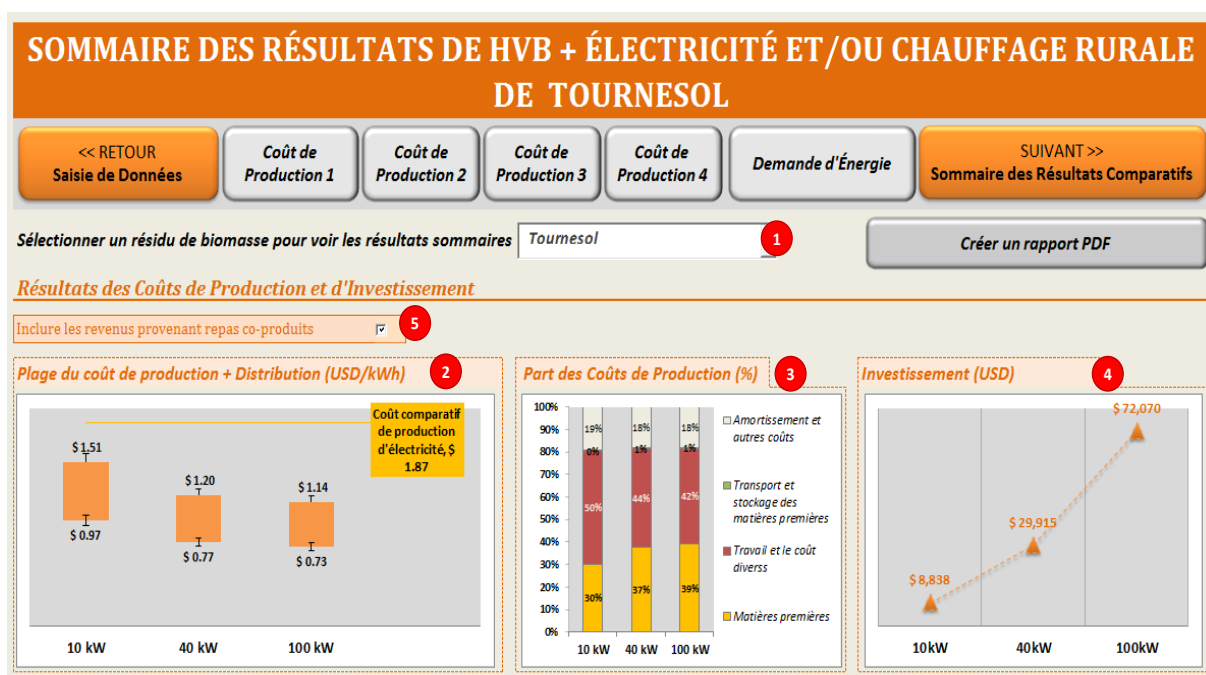 SOMMAIRE DES RÉSULTATS DE HVB + ÉLECTRICITÉ ET/OU CHAUFFAGE RURALE
DE TOURNESOL
<< RETOUR
Saisie de Données
Coût de
Production 1
Coût de
Production 2
Coût de
Production 3
Coût de
Production 4
Demande d'Énergie
SUIVANT >>
Sommaire des Résultats Comparatifs
Sélectionner un résidu de biomasse pour voir les résultats sommaires
Tournesol
1
Créer un rapport PDF
Résultats des Coûts de Production et d'Investissement
Inclure les revenus provenant repas co-produits
5
Plage du coût de production + Distribution (USD/kWh)
2
Coût comparatif
de production
d'électricité, $
1.87
$ 1.51
$ 0.97
$ 1.20
$ 0.77
$ 1.14
$ 0.73
10 kW 40 kW 100 kW
Part des Coûts de Production (%)
3
100%
90%
80%
70%
60%
50%
40%
30%
20%
10%
0%
19% 18% 18%
0% 1% 1%
50% 44% 42%
30% 37% 39%
10 kW 40 kW 100 kW
Amortissement et
autres coûts
Transport et
stockage des
matières premières
Travail et le coût
diverss
Matières premières
Investissement (USD)
4
$ 72,070
$ 29,915
$ 8,838
10kW 40kW 100kW